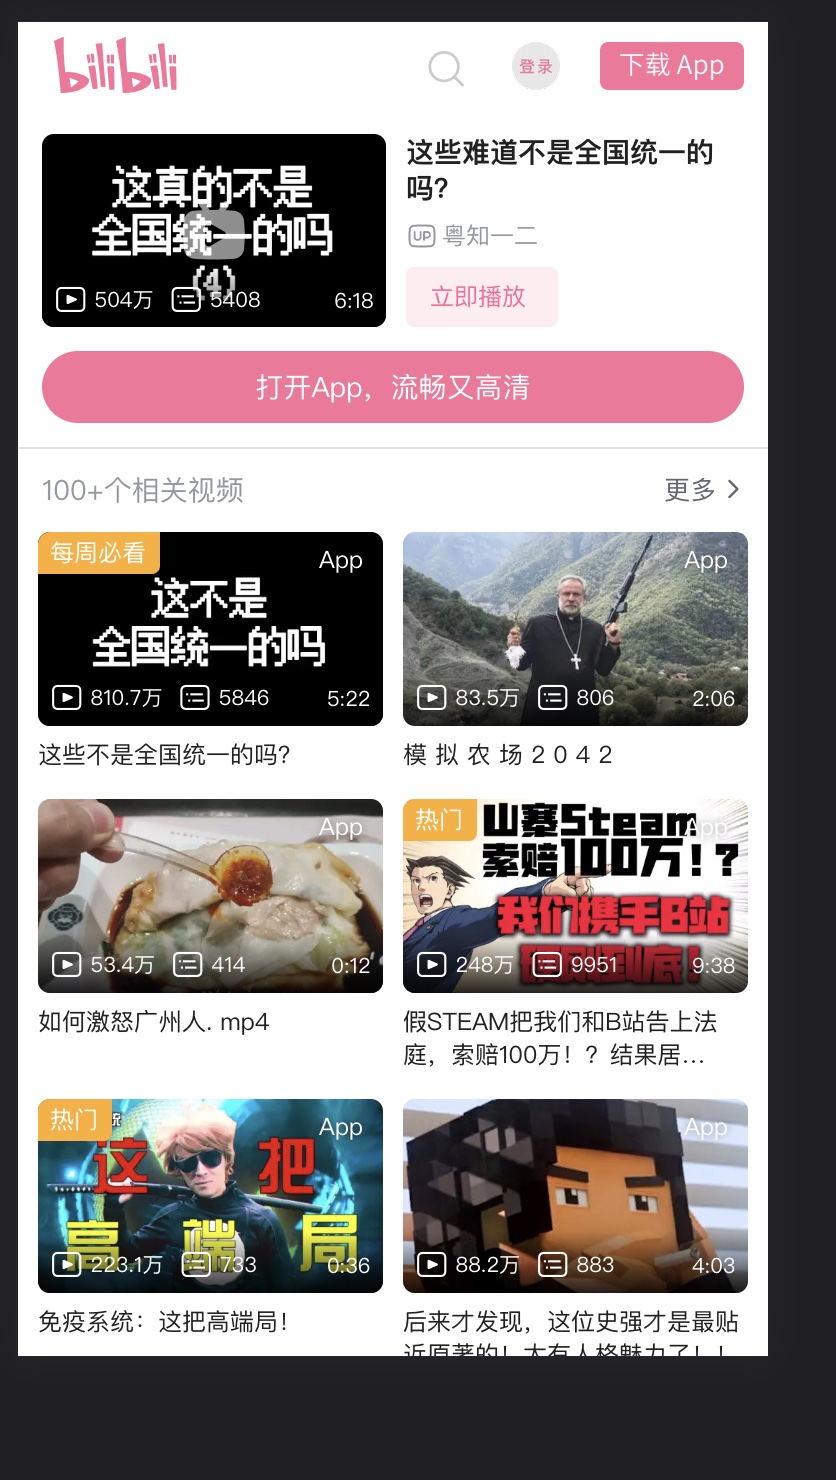 bilibili
登录
下载 App
这真的不是
全国统一的吗
(4)
504万 5408 6:18
这些难道不是全国统一的
吗?
UP 粤知一二
立即播放
打开App，流畅又高清
100+个相关视频
更多
每周必看
App
这不是
全国统一的吗
810.7万 5846 5:22
这些不是全国统一的吗?
App
83.5万 806 2:06
模 拟 农 场 2 0 4 2
App
53.4万 414 0:12
如何激怒广州人. mp4
热门
App
山寨Steam
索赔100万!?
我们携手B站
248万 9951 9:38
假STEAM把我们和B站告上法
庭，索赔100万！？结果居...
热门
App
这 把
高 端 局
223.1万 733 0:36
免疫系统：这把高端局！
App
88.2万 883 4:03
后来才发现，这位史强才是最贴
近原著的！太有人格魅力了！！